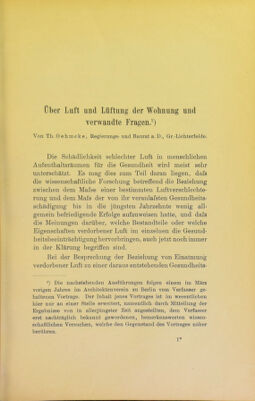 Über Luft und Lüftung der Wohnung und
verwandte Fragen.¹)
Von Th. Oehmcke, Regierungs- und Baurat a. D., Gr.-Lichterfelde.
Die Schädlichkeit schlechter Luft in menschlichen
Aufenthaltsräumen für die Gesundheit wird meist sehr
unterschätzt. Es mag dies zum Teil daran liegen, daß
die wissenschaftliche Forschung betreffend die Beziehung
zwischen dem Maße einer bestimmten Luftverschlechte-
rung und dem Maß der von ihr veranlaßten Gesundheits-
schädigung bis in die jüngsten Jahrzehnte wenig all-
gemein befriedigende Erfolge aufzuweisen hatte, und daß
die Meinungen darüber, welche Bestandteile oder welche
Eigenschaften verdorbener Luft im einzelnen die Gesund-
heitsbeeinträchtigung hervorbringen, auch jetzt noch immer
in der Klärung begriffen sind.
Bei der Besprechung der Beziehung von Einatmung
verdorbener Luft zu einer daraus entstehenden Gesundheits-
¹) Die nachstehenden Ausführungen folgen einem im März
vorigen Jahres im Architektenverein zu Berlin vom Verfasser ge-
haltenen Vortrage. Der Inhalt jenes Vortrages ist im wesentlichen
hier nur an einer Stelle erweitert, namentlich durch Mitteilung der
Ergebnisse von in allerjüngster Zeit angestellten, dem Verfasser
erst nachträglich bekannt gewordenen, bemerkenswerten wissen-
schaftlichen Versuchen, welche den Gegenstand des Vortrages näher
berühren.
1*